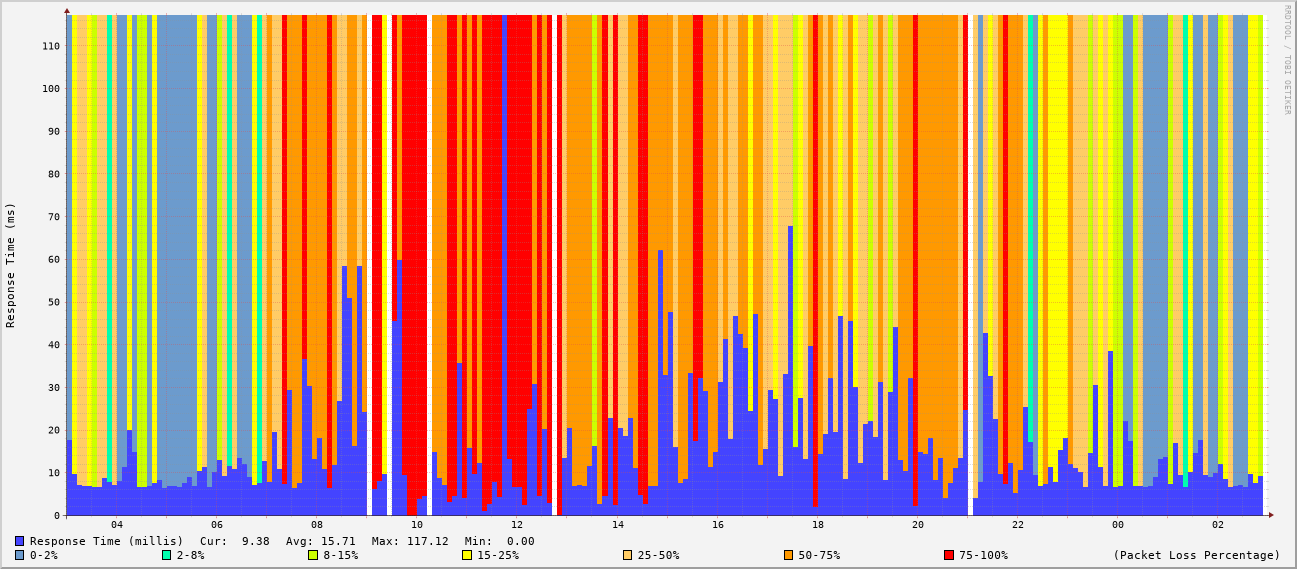 RRDTOOL / TOBI OETIKER
Response Time (ms)
110
100
90
80
70
60
50
40
30
20
10
0
04 06 08 10 12 14 16 18 20 22 00 02
Response Time (millis) Cur: 9.38 Avg: 15.71 Max: 117.12 Min: 0.00
0-2% 2-8% 8-15% 15-25% 25-50% 50-75% 75-100% (Packet Loss Percentage)